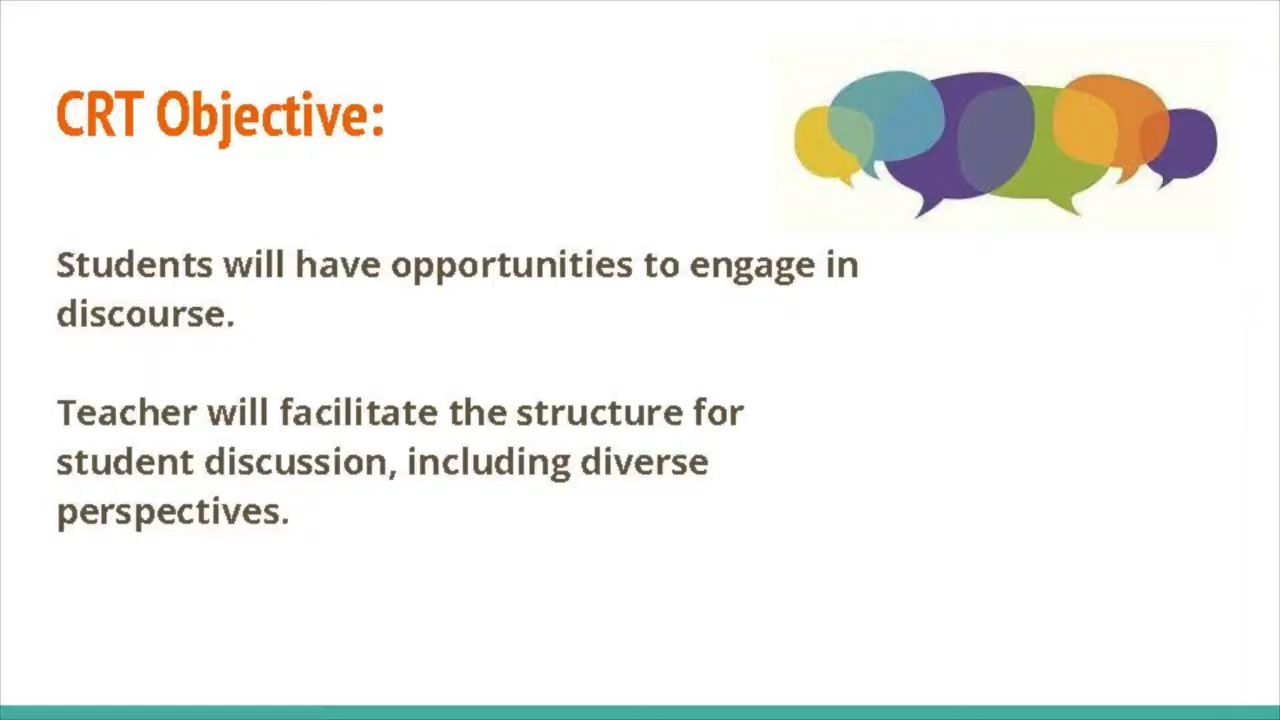 CRT Objective:
Students will have opportunities to engage in
discourse.
Teacher will facilitate the structure for
student discussion, including diverse
perspectives.